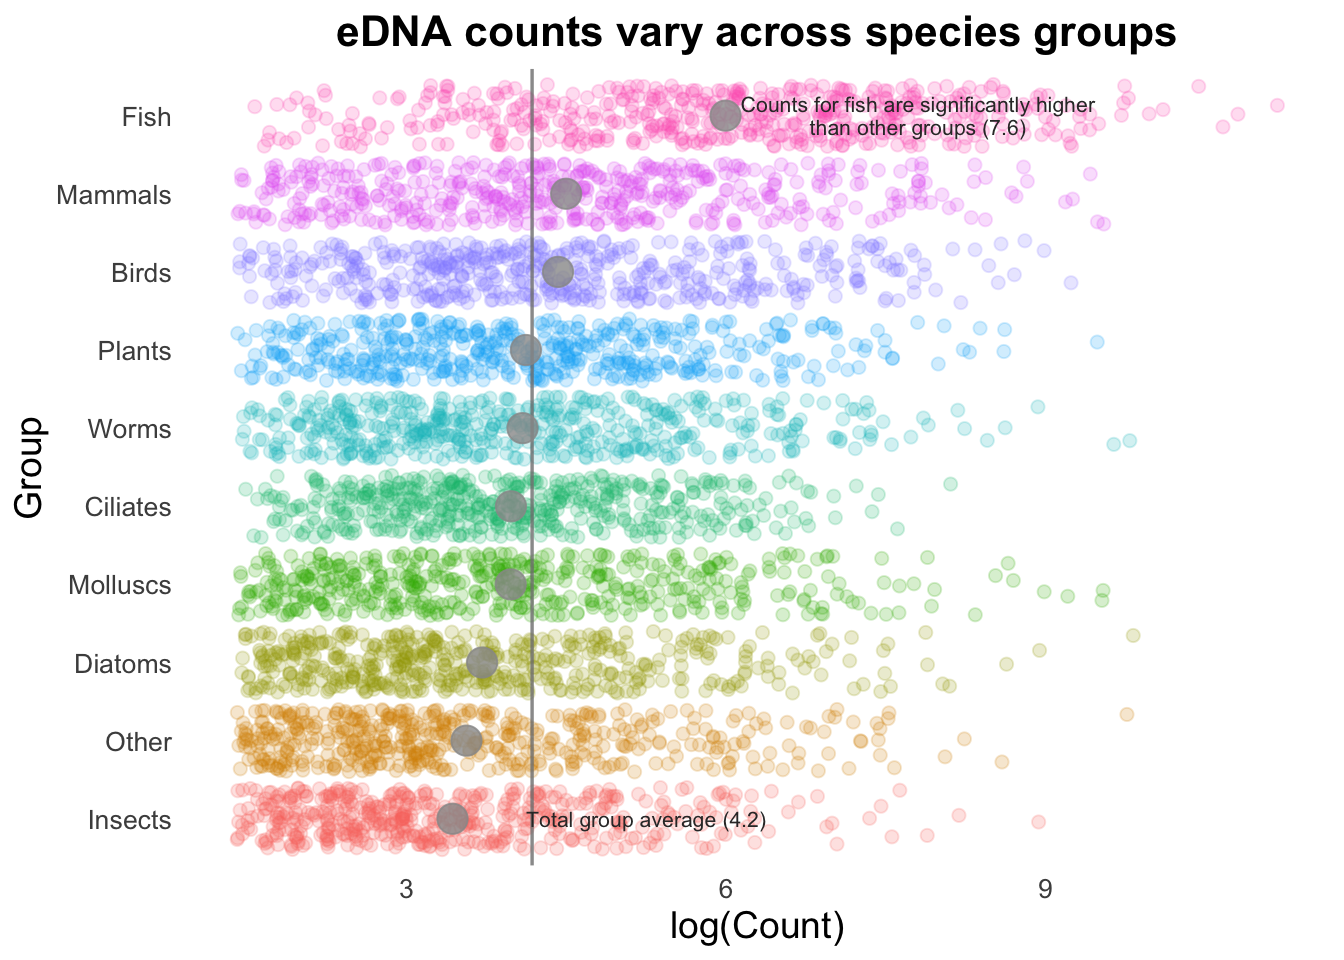 eDNA counts vary across species groups
Fish
Counts for fish are significantly higher
than other groups (7.6)
Mammals
Birds
Plants
Worms
Group
Ciliates
Molluscs
Diatoms
Other
Insects
Total group average (4.2)
3
6
9
log(Count)